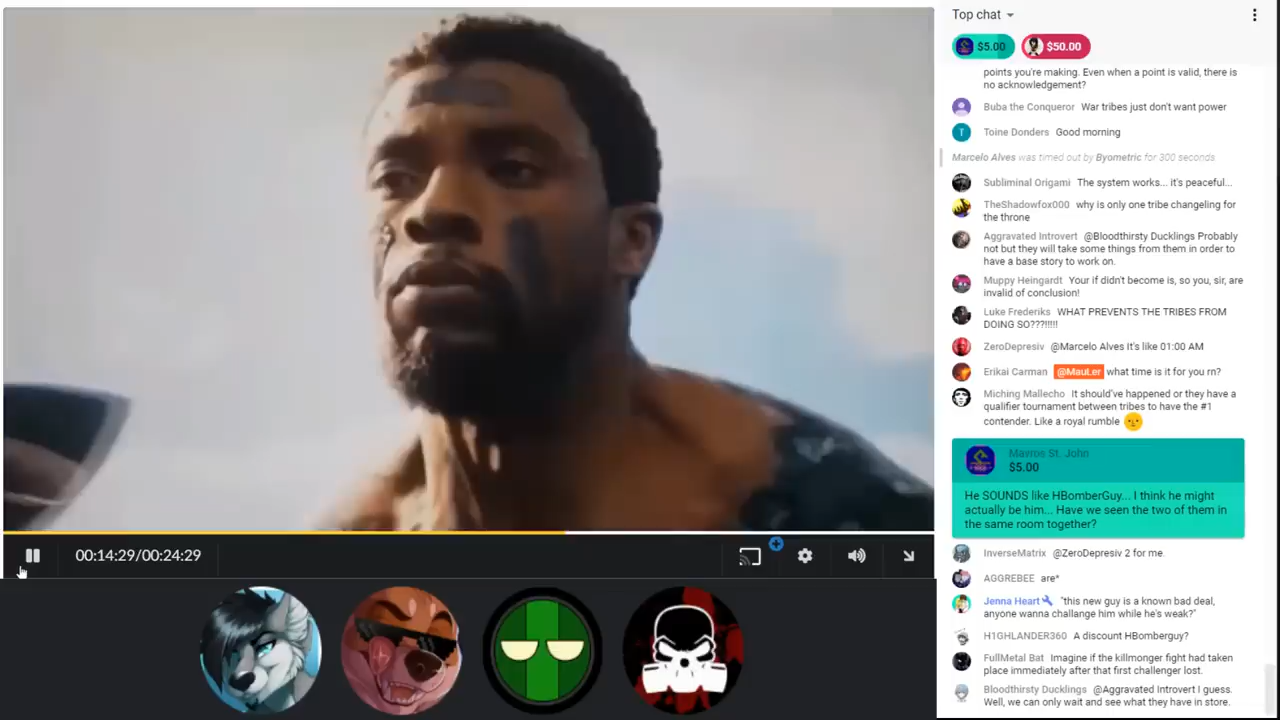 Top chat
$5.00 $50.00
points you're making. Even when a point is valid, there is
no acknowledgement?
Buba the Conqueror War tribes just don't want power
T Toine Donders Good morning
Marcelo Alves was timed out by Byometric for 300 seconds
Subliminal Origami The system works... it's peaceful...
TheShadowfox000 why is only one tribe changeling for
the throne
Aggravated Introvert @Bloodthirsty Ducklings Probably
not but they will take some things from them in order to
have a base story to work on.
Muppy Heingardt Your if didn't become is, so you, sir, are
invalid of conclusion!
Luke Frederiks WHAT PREVENTS THE TRIBES FROM
DOING SO???!!!!!
ZeroDepresiv @Marcelo Alves it's like 01:00 AM
Erikai Carman @MauLer what time is it for you rn?
Miching Mallecho It should've happened or they have a
qualifier tournament between tribes to have the #1
contender. Like a royal rumble
Mavros St. John
$5.00
He SOUNDS like HBomberGuy... I think he might
actually be him... Have we seen the two of them in
the same room together?
InverseMatrix @ZeroDepresiv 2 for me.
AGGREBEE are*
Jenna Heart "this new guy is a known bad deal,
anyone wanna challange him while he's weak?"
H1GHLANDER360 A discount HBomberguy?
FullMetal Bat Imagine if the killmonger fight had taken
place immediately after that first challenger lost.
Bloodthirsty Ducklings @Aggravated Introvert I guess.
Well, we can only wait and see what they have in store.
00:14:29/00:24:29